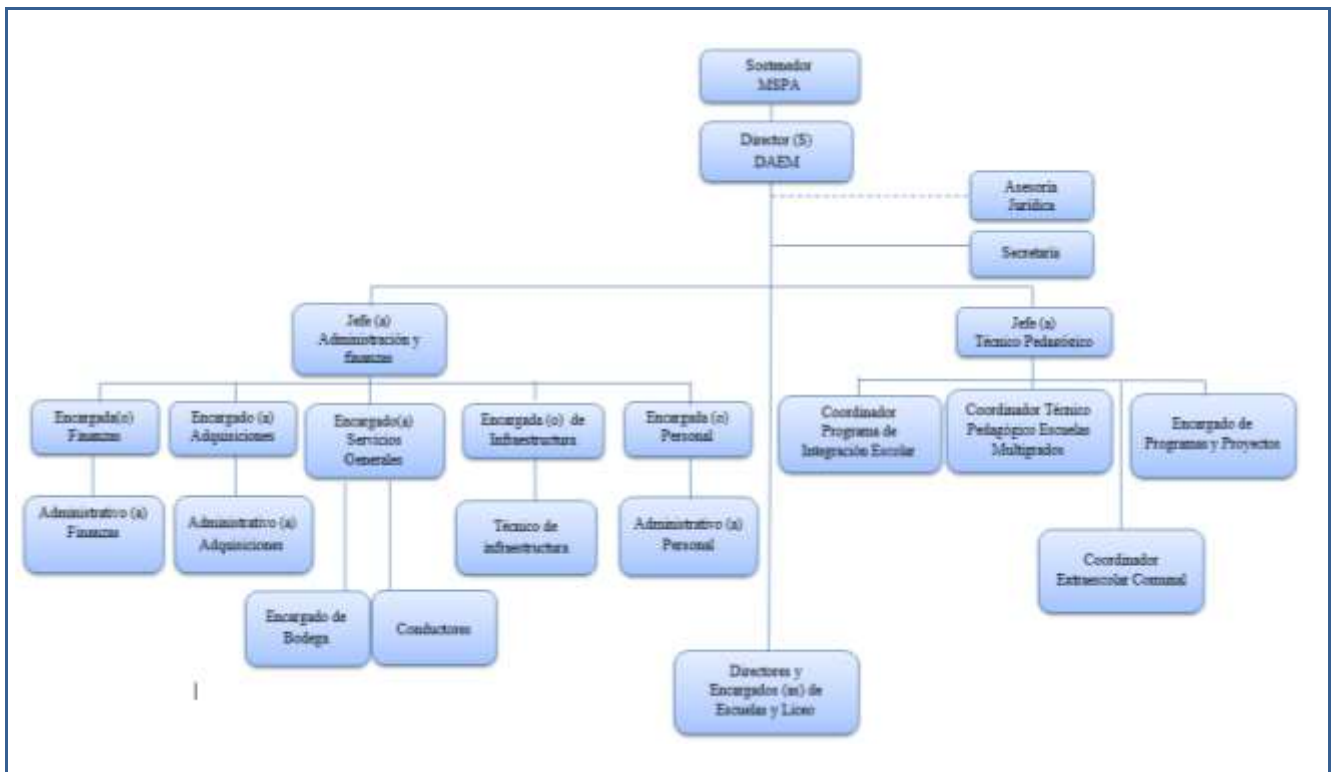 Sostenedor
MSPA
Director (S)
DAEM
Asesoría
Jurídica
Secretaria
Jefe (a)
Administración y
finanzas
Jefe (a)
Técnico Pedagógico
Encargada(o)
Finanzas
Encargado (a)
Adquisiciones
Encargado(a)
Servicios
Generales
Encargada (o) de
Infraestructura
Encargada (o)
Personal
Coordinador
Programa de
Integración Escolar
Coordinador Técnico
Pedagógico Escuelas
Multigrados
Encargado de
Programas y Proyectos
Administrativo (a)
Finanzas
Administrativo (a)
Adquisiciones
Técnico de
infraestructura
Administrativo (a)
Personal
Coordinador
Extraescolar Comunal
Encargado de
Bodega
Conductores
Directores y
Encargados (as) de
Escuelas y Liceo